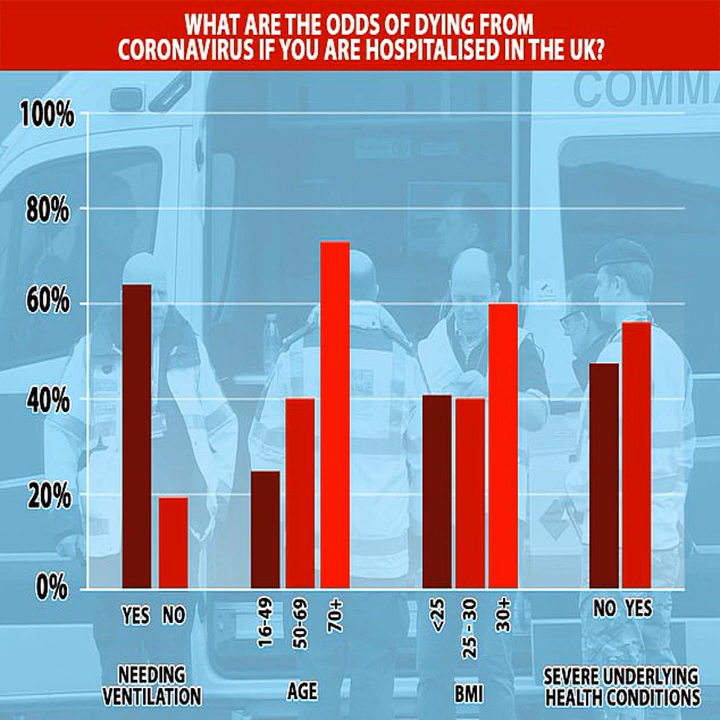 WHAT ARE THE ODDS OF DYING FROM
CORONAVIRUS IF YOU ARE HOSPITALISED IN THE UK?
COMMA
100%
80%
60%
40%
20%
0%
YES NO
16-49
50-69
70+
<25
25 - 30
30+
NO YES
NEEDING
VENTILATION
AGE
BMI
SEVERE UNDERLYING
HEALTH CONDITIONS